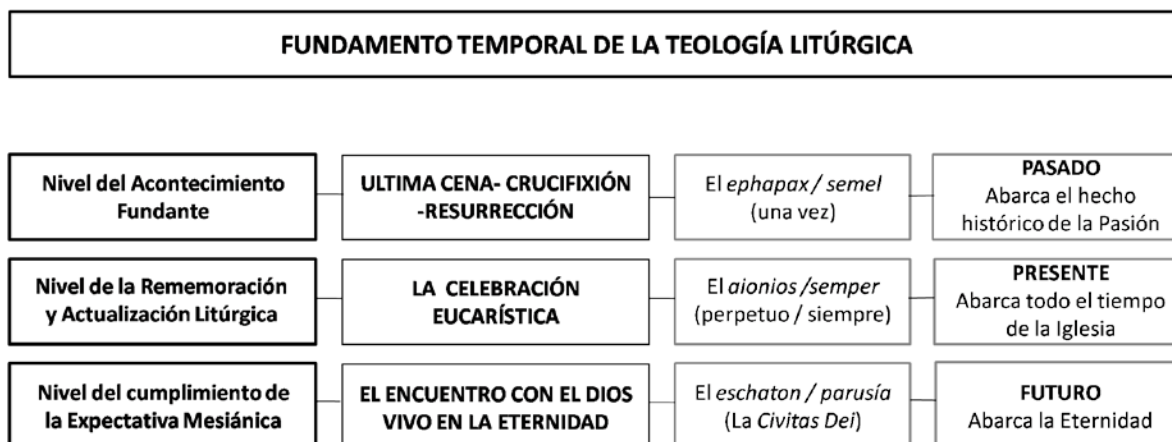 FUNDAMENTO TEMPORAL DE LA TEOLOGÍA LITÚRGICA
Nivel del Acontecimiento
Fundante
ULTIMA CENA- CRUCIFIXIÓN
-RESURRECCIÓN
El ephapax / semel
(una vez)
PASADO
Abarca el hecho
histórico de la Pasión
Nivel de la Rememoración
y Actualización Litúrgica
LA CELEBRACIÓN
EUCARÍSTICA
El aionios /semper
(perpetuo / siempre)
PRESENTE
Abarca todo el tiempo
de la Iglesia
Nivel del cumplimiento de
la Expectativa Mesiánica
EL ENCUENTRO CON EL DIOS
VIVO EN LA ETERNIDAD
El eschaton / parusía
(La Civitas Dei)
FUTURO
Abarca la Eternidad